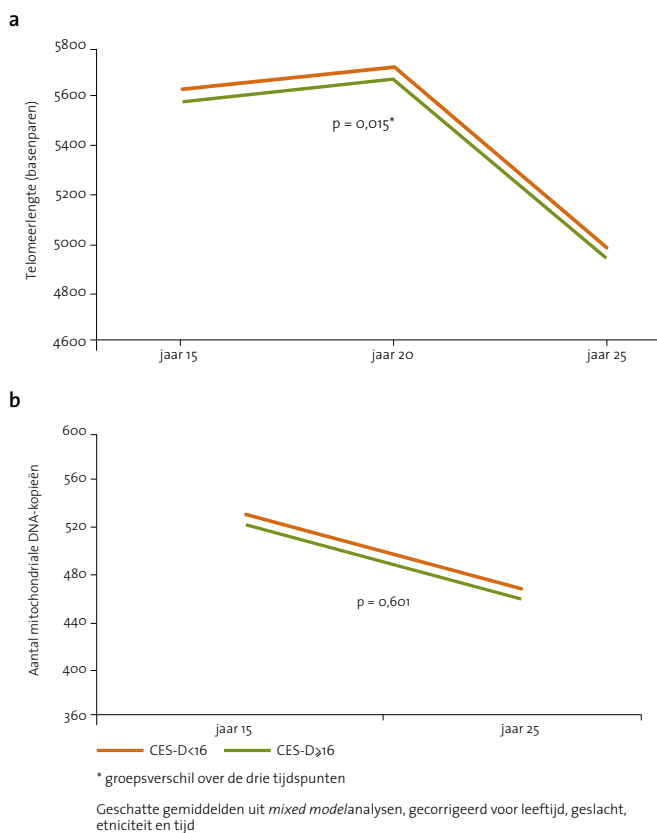 a
Telomeerlengte (basenparen)
5800
5600
5400
5200
5000
4800
4600
p = 0,015*
jaar 15
jaar 20
jaar 25
b
Aantal mitochondriale DNA-kopieën
600
560
520
480
440
400
360
p = 0,601
jaar 15
jaar 25
CES-D<16
CES-D⩾16
* groepsverschil over de drie tijdspunten
Geschatte gemiddelden uit mixed modelanalysen, gecorrigeerd voor leeftijd, geslacht,
etniciteit en tijd